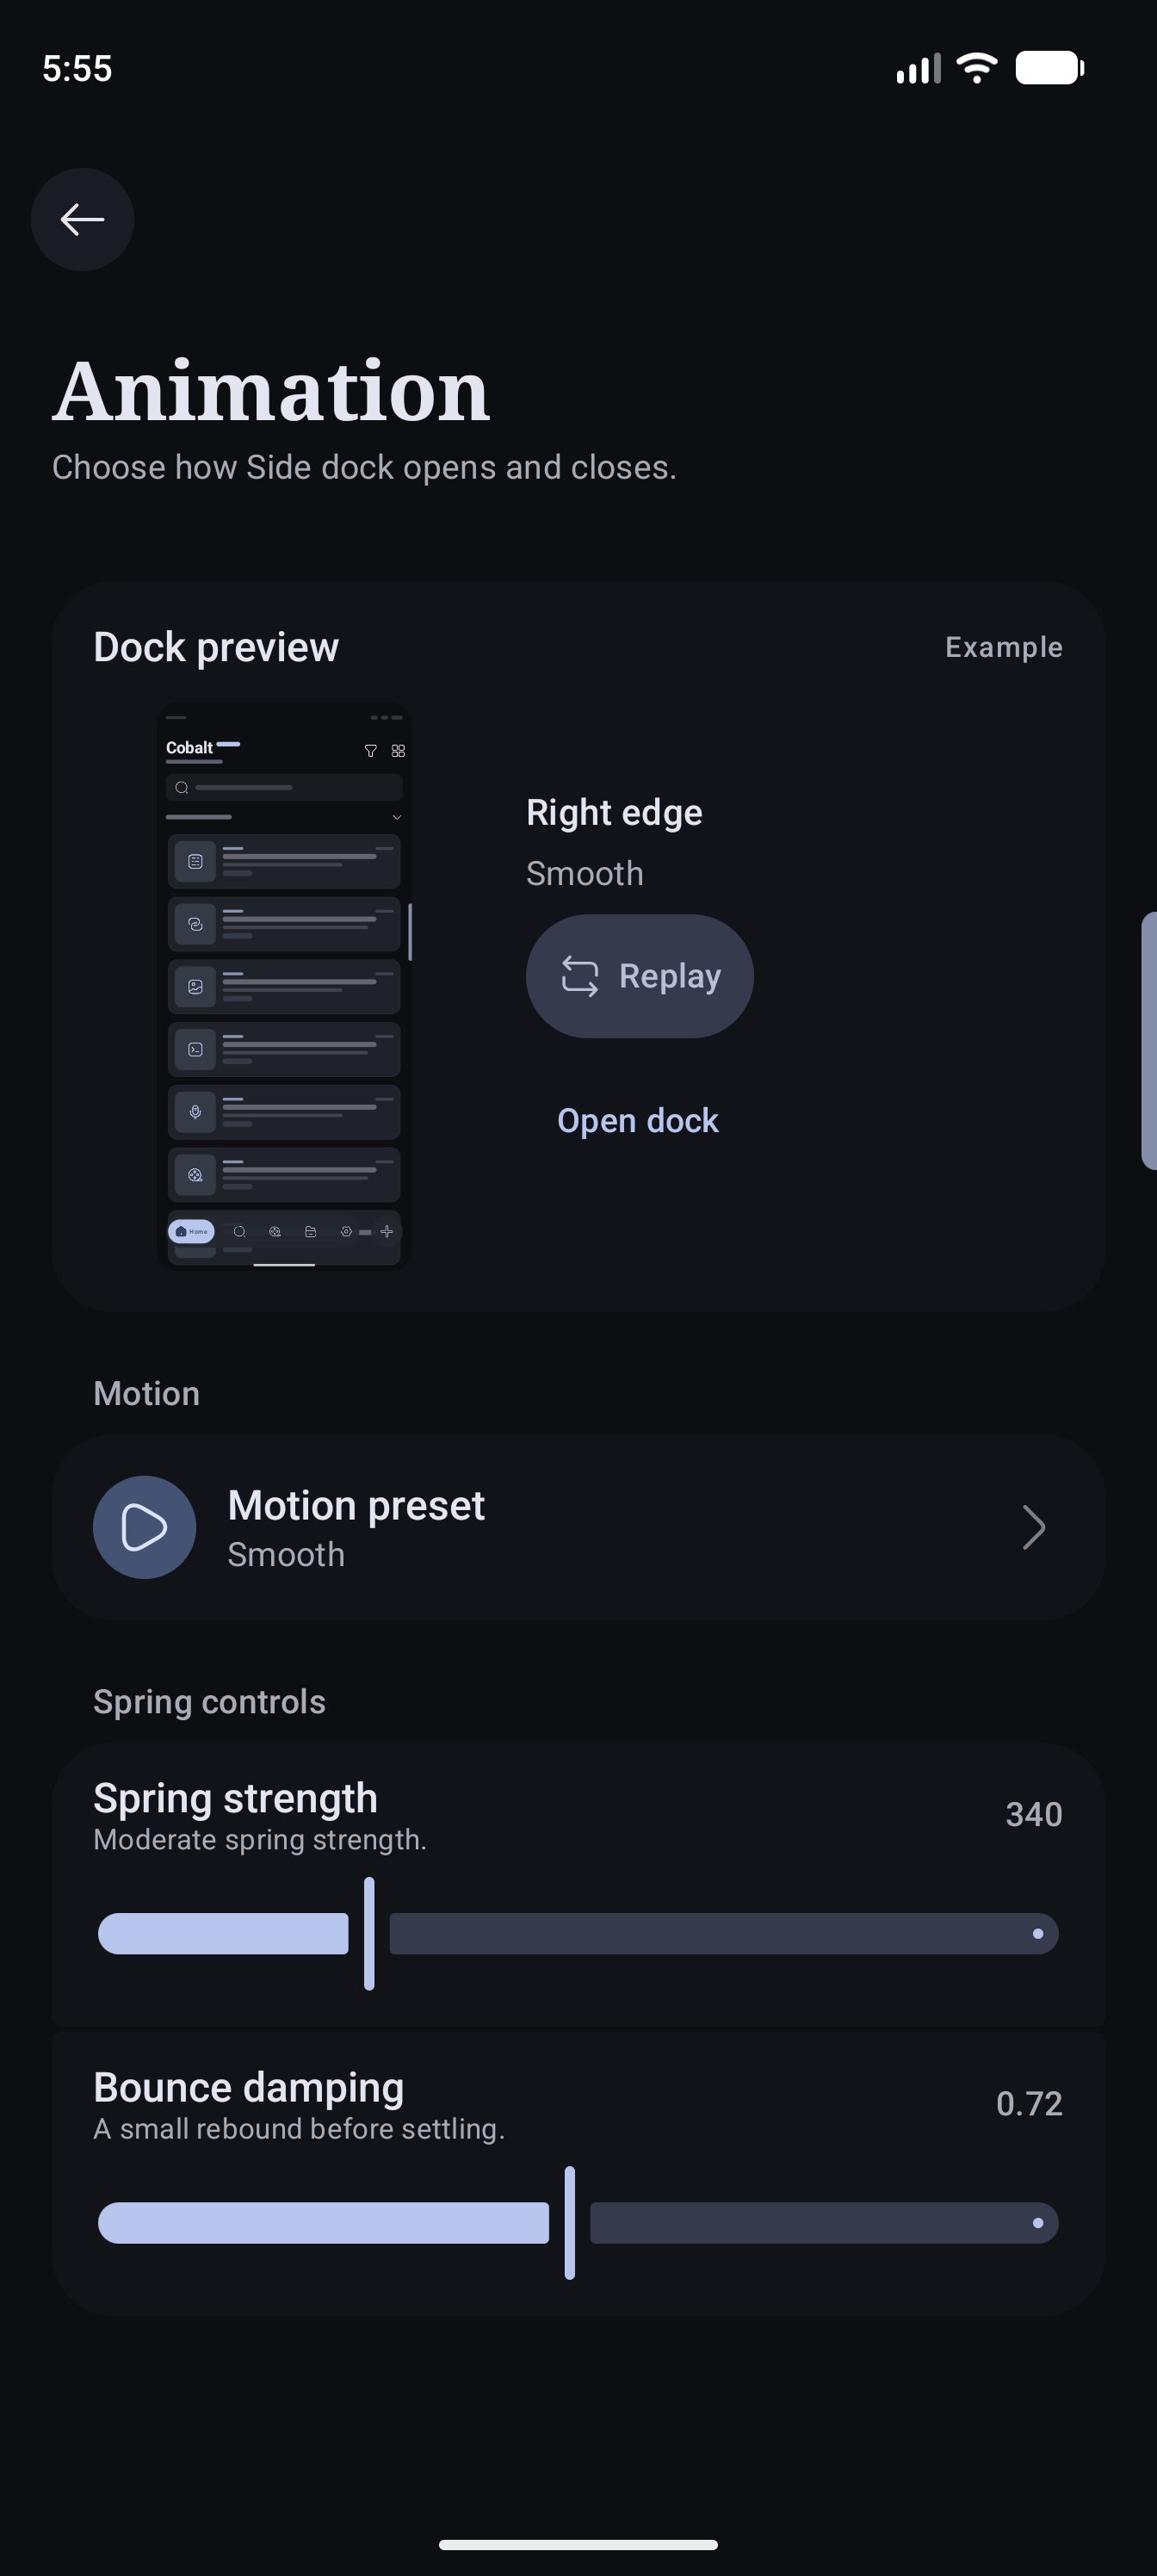 5:55
Animation
Choose how Side dock opens and closes.
Dock preview
Example
Cobalt
Right edge
Smooth
Replay
Open dock
Home
Motion
Motion preset
Smooth
Spring controls
Spring strength
340
Moderate spring strength.
Bounce damping
0.72
A small rebound before settling.